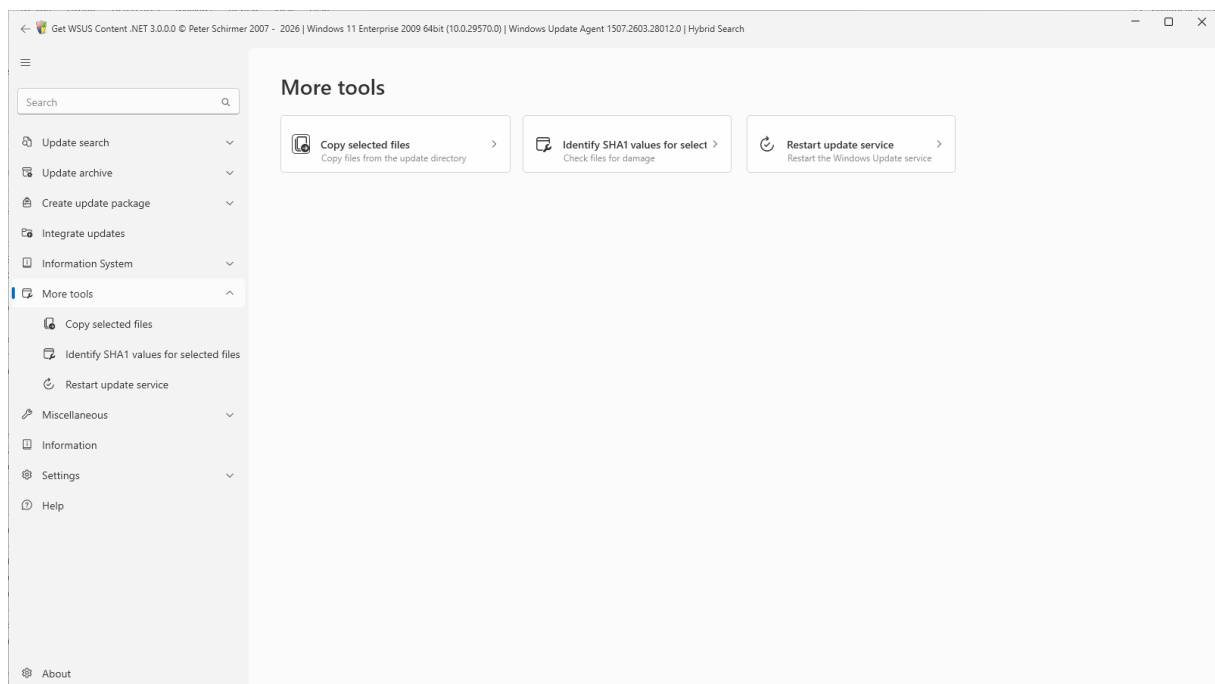 Get WSUS Content .NET 3.0.0.0 © Peter Schirmer 2007 - 2026 | Windows 11 Enterprise 2009 64bit (10.0.29570.0) | Windows Update Agent 1507.2603.28012.0 | Hybrid Search
Search
Update search
Update archive
Create update package
Integrate updates
Information System
More tools
Copy selected files
Identify SHA1 values for selected files
Restart update service
Miscellaneous
Information
Settings
Help
About
More tools
Copy selected files
Copy files from the update directory
Identify SHA1 values for select
Check files for damage
Restart update service
Restart the Windows Update service